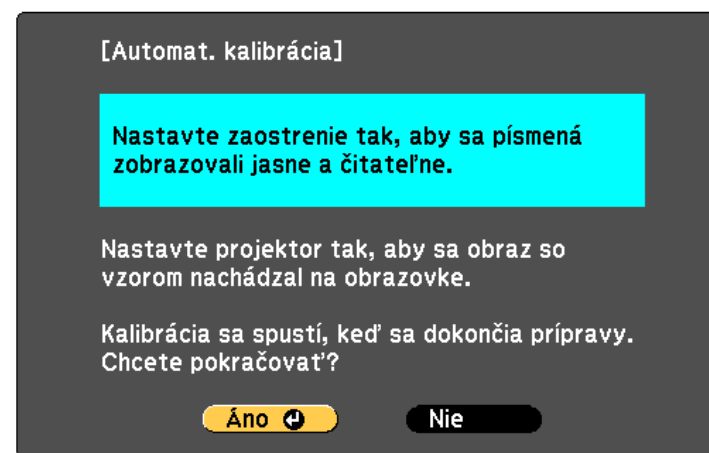 [Automat. kalibrácia]
Nastavte zaostrenie tak, aby sa písmená
zobrazovali jasne a čitateľne.
Nastavte projektor tak, aby sa obraz so
vzorom nachádzal na obrazovke.
Kalibrácia sa spustí, keď sa dokončia prípravy.
Chcete pokračovať?
Áno
Nie